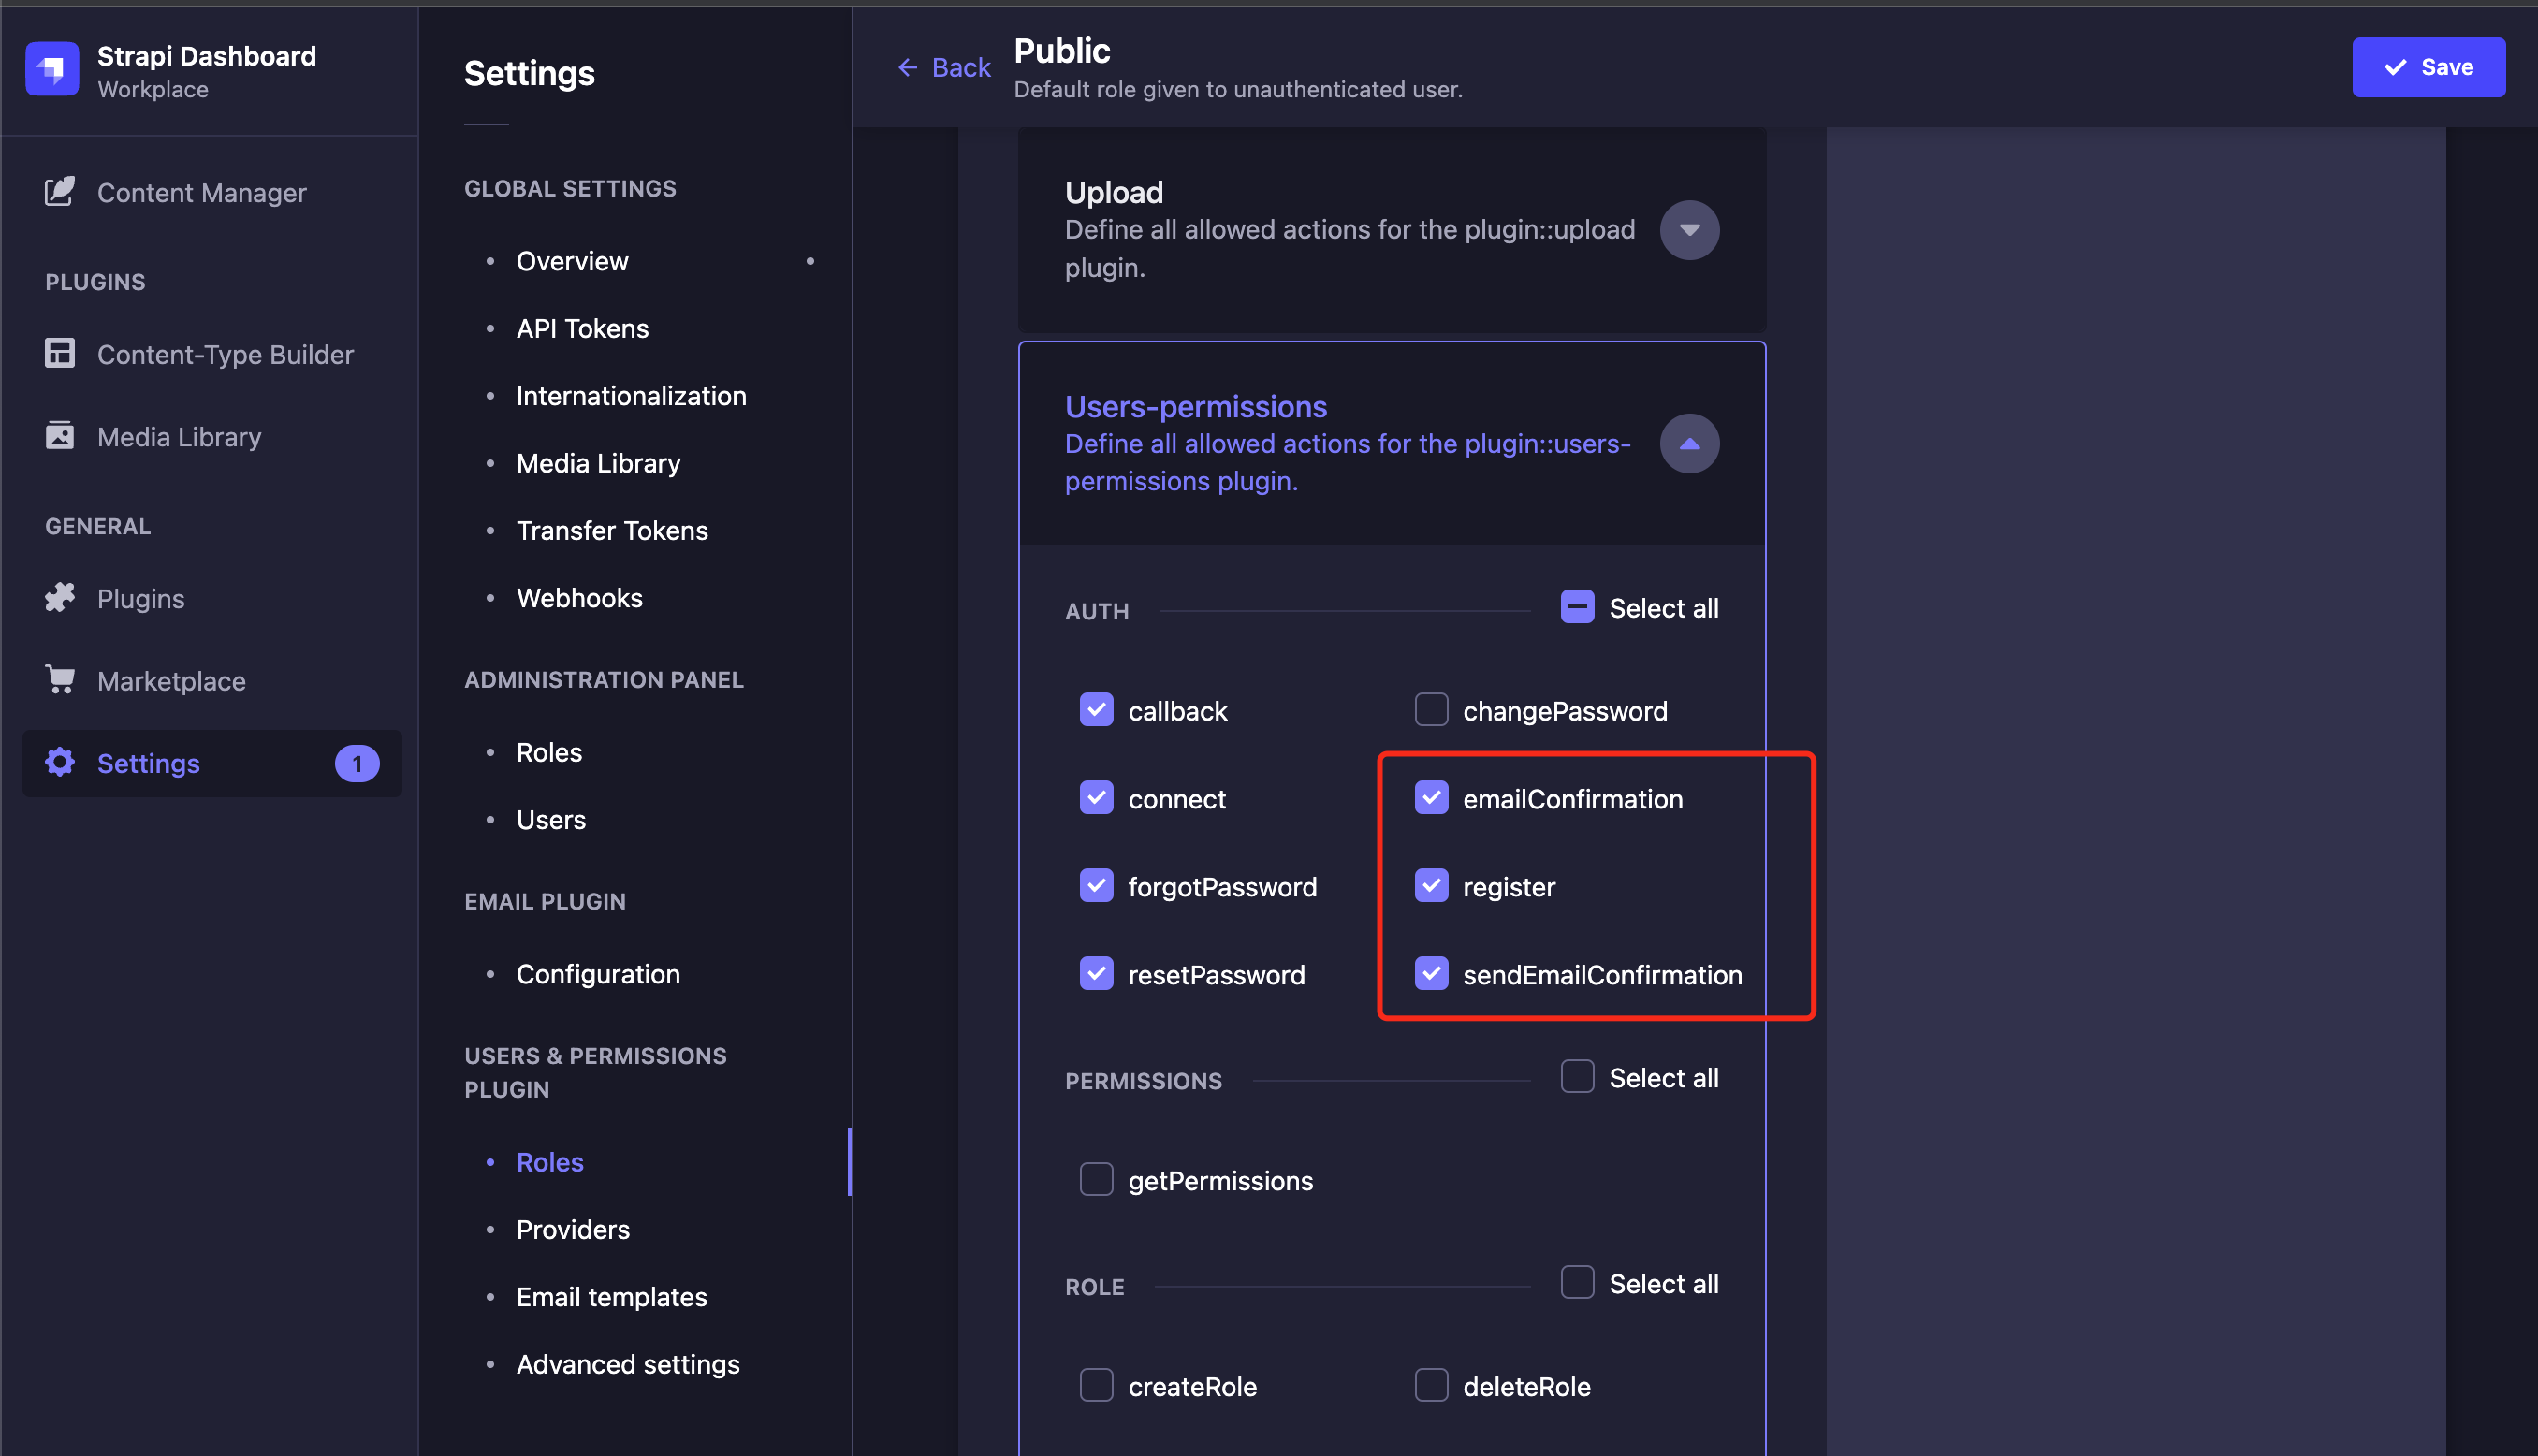 Strapi Dashboard
Workplace
Content Manager
PLUGINS
Content-Type Builder
Media Library
GENERAL
Plugins
Marketplace
Settings
1
Settings
GLOBAL SETTINGS
Overview
API Tokens
Internationalization
Media Library
Transfer Tokens
Webhooks
ADMINISTRATION PANEL
Roles
Users
EMAIL PLUGIN
Configuration
USERS & PERMISSIONS
PLUGIN
Roles
Providers
Email templates
Advanced settings
Back
Public
Default role given to unauthenticated user.
Save
Upload
Define all allowed actions for the plugin::upload
plugin.
Users-permissions
Define all allowed actions for the plugin::users-
permissions plugin.
AUTH
Select all
callback
changePassword
connect
emailConfirmation
forgotPassword
register
resetPassword
sendEmailConfirmation
PERMISSIONS
Select all
getPermissions
ROLE
Select all
createRole
deleteRole